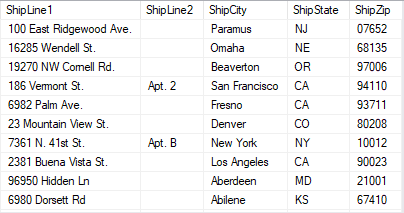 ShipLine1 ShipLine2 ShipCity ShipState ShipZip
100 East Ridgewood Ave. Paramus NJ 07652
16285 Wendell St. Omaha NE 68135
19270 NW Cornell Rd. Beaverton OR 97006
186 Vermont St. Apt. 2 San Francisco CA 94110
6982 Palm Ave. Fresno CA 93711
23 Mountain View St. Denver CO 80208
7361 N. 41st St. Apt. B New York NY 10012
2381 Buena Vista St. Los Angeles CA 90023
96950 Hidden Ln Aberdeen MD 21001
6980 Dorsett Rd Abilene KS 67410